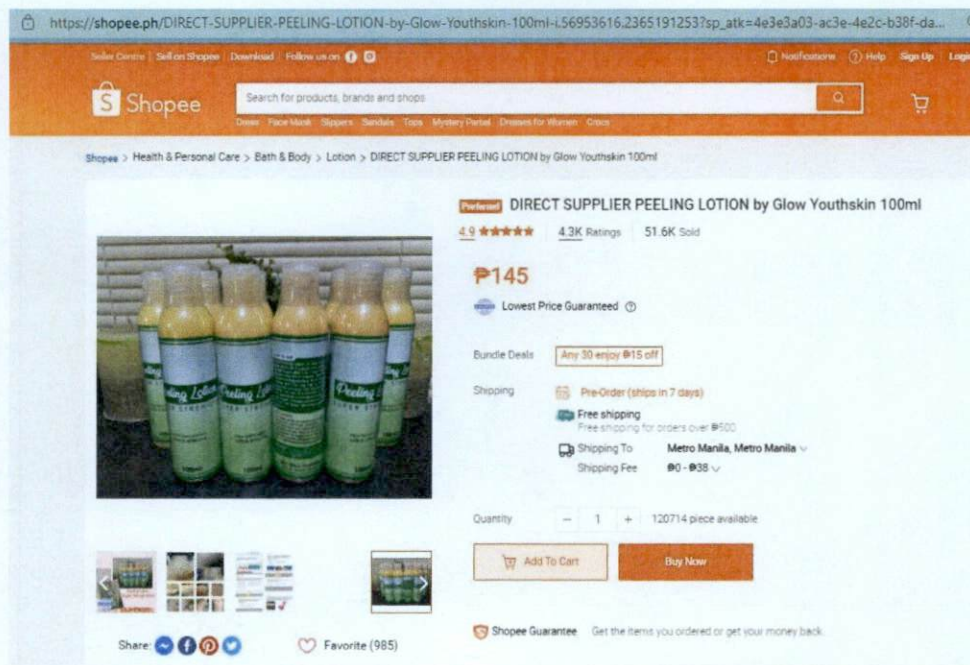 https://shopee.ph/DIRECT-SUPPLIER-PEELING-LOTION-by-Glow-Youthskin-100ml-i.56953616.2365191253?sp_atk=4e3e3a03-ac3e-4e2c-b38f-da...
Seller Centre | Sell on Shopee | Download | Follow us on
Notifications Help Sign Up Login
Shopee
Search for products, brands and shops
Dress Face Mask Slippers Sandals Tops Mystery Parcel Dresses for Women Crocs
Shopee > Health & Personal Care > Bath & Body > Lotion > DIRECT SUPPLIER PEELING LOTION by Glow Youthskin 100ml
Preferred DIRECT SUPPLIER PEELING LOTION by Glow Youthskin 100ml
4.9 4.3K Ratings 51.6K Sold
₱145
Lowest Price Guaranteed
Bundle Deals Any 30 enjoy ₱15 off
Shipping Pre-Order (ships in 7 days)
Free shipping
Free shipping for orders over ₱500
Shipping To Metro Manila, Metro Manila
Shipping Fee ₱0 - ₱38
Quantity - 1 + 120714 piece available
Add To Cart Buy Now
Peeling Lotion
100ml
Share: Favorite (985)
Shopee Guarantee Get the items you ordered or get your money back.